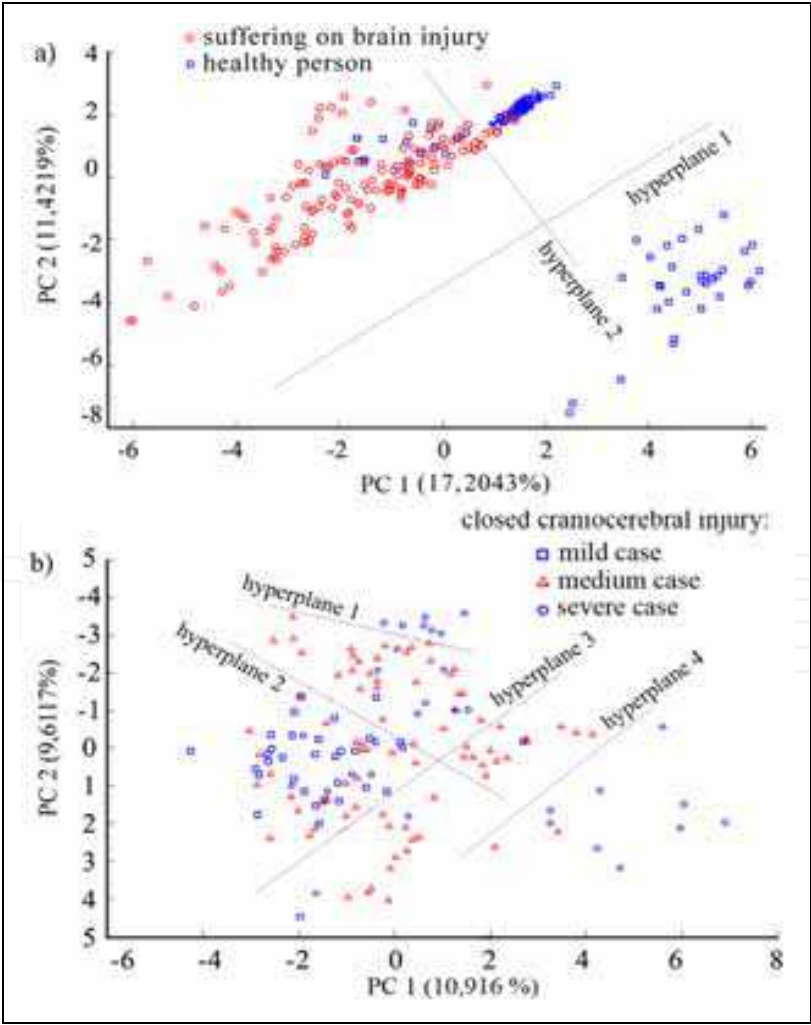 a)
suffering on brain injury
healthy person
4
2
0
-2
-4
-6
-8
PC 2 (11,4219%)
hyperplane 1
hyperplane 2
-6
-4
-2
0
2
4
6
PC 1 (17,2043%)
closed craniocerebral injury:
b)
mild case
medium case
severe case
5
-4
-3
-2
-1
0
1
2
3
4
5
PC 2 (9,6117%)
hyperplane 1
hyperplane 2
hyperplane 3
hyperplane 4
-6
-4
-2
0
2
4
6
8
PC 1 (10,916 %)